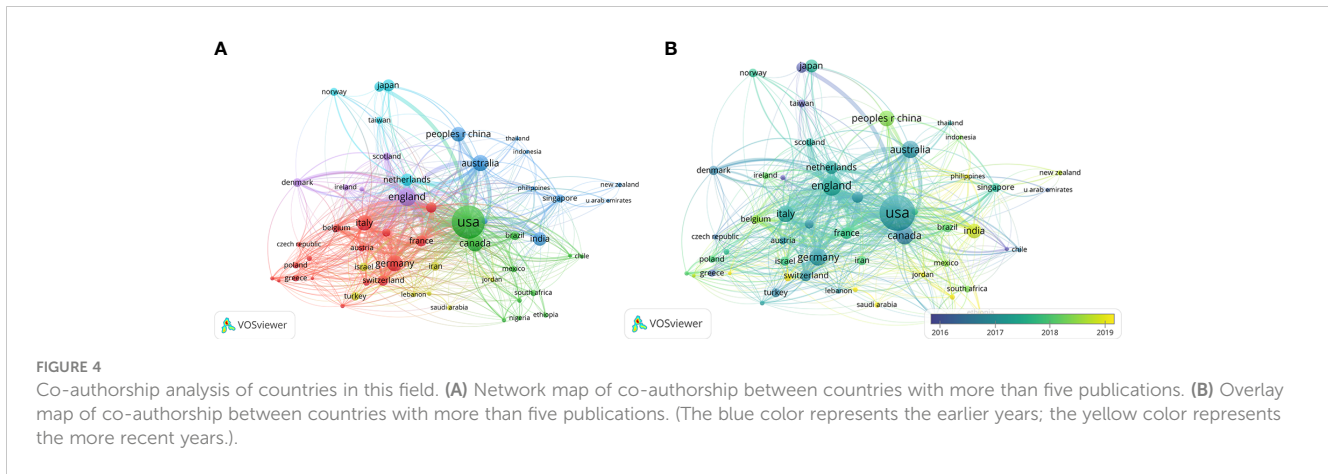 A
B
japan
norway
taiwan
peoples r china
thailand
indonesia
scotland
australia
netherlands
denmark
ireland
england
philippines
singapore
new zealand
u arab emirates
usa
italy
belgium
czech republic
austria
france
canada
brazil
india
chile
poland
greece
israel
germany
iran
switzerland
mexico
jordan
turkey
lebanon
saudi arabia
south africa
nigeria
ethiopia
VOSviewer
japan
norway
taiwan
peoples r china
thailand
indonesia
scotland
australia
netherlands
denmark
ireland
england
philippines
singapore
new zealand
u arab emirates
usa
italy
belgium
czech republic
austria
france
canada
brazil
india
chile
poland
greece
israel
germany
iran
switzerland
mexico
jordan
turkey
lebanon
saudi arabia
south africa
VOSviewer
2016
2017
2018
2019
FIGURE 4
Co-authorship analysis of countries in this field. (A) Network map of co-authorship between countries with more than five publications. (B) Overlay
map of co-authorship between countries with more than five publications. (The blue color represents the earlier years; the yellow color represents
the more recent years.).